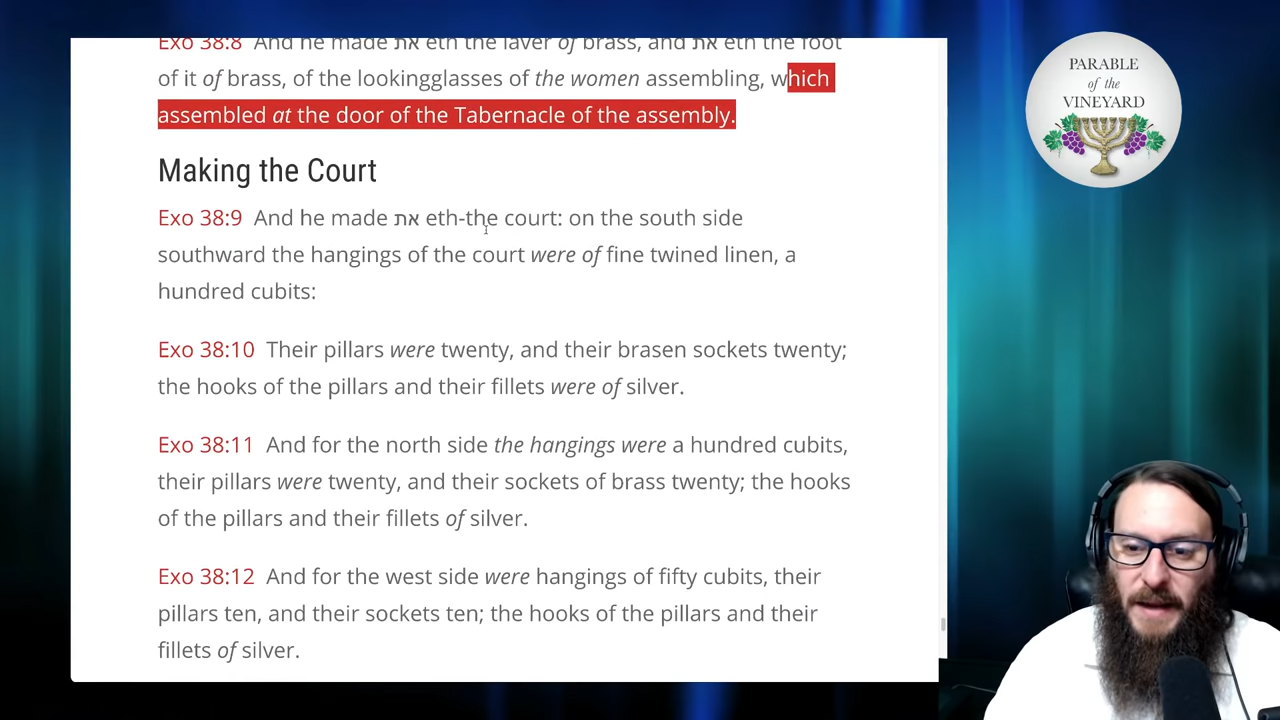 Exo 38:8 And he made את eth the laver of brass, and את eth the foot
of it of brass, of the lookingglasses of the women assembling, which
assembled at the door of the Tabernacle of the assembly.
Making the Court
Exo 38:9 And he made את eth-the court: on the south side
southward the hangings of the court were of fine twined linen, a
hundred cubits:
Exo 38:10 Their pillars were twenty, and their brasen sockets twenty;
the hooks of the pillars and their fillets were of silver.
Exo 38:11 And for the north side the hangings were a hundred cubits,
their pillars were twenty, and their sockets of brass twenty; the hooks
of the pillars and their fillets of silver.
Exo 38:12 And for the west side were hangings of fifty cubits, their
pillars ten, and their sockets ten; the hooks of the pillars and their
fillets of silver.
PARABLE
of the
VINEYARD